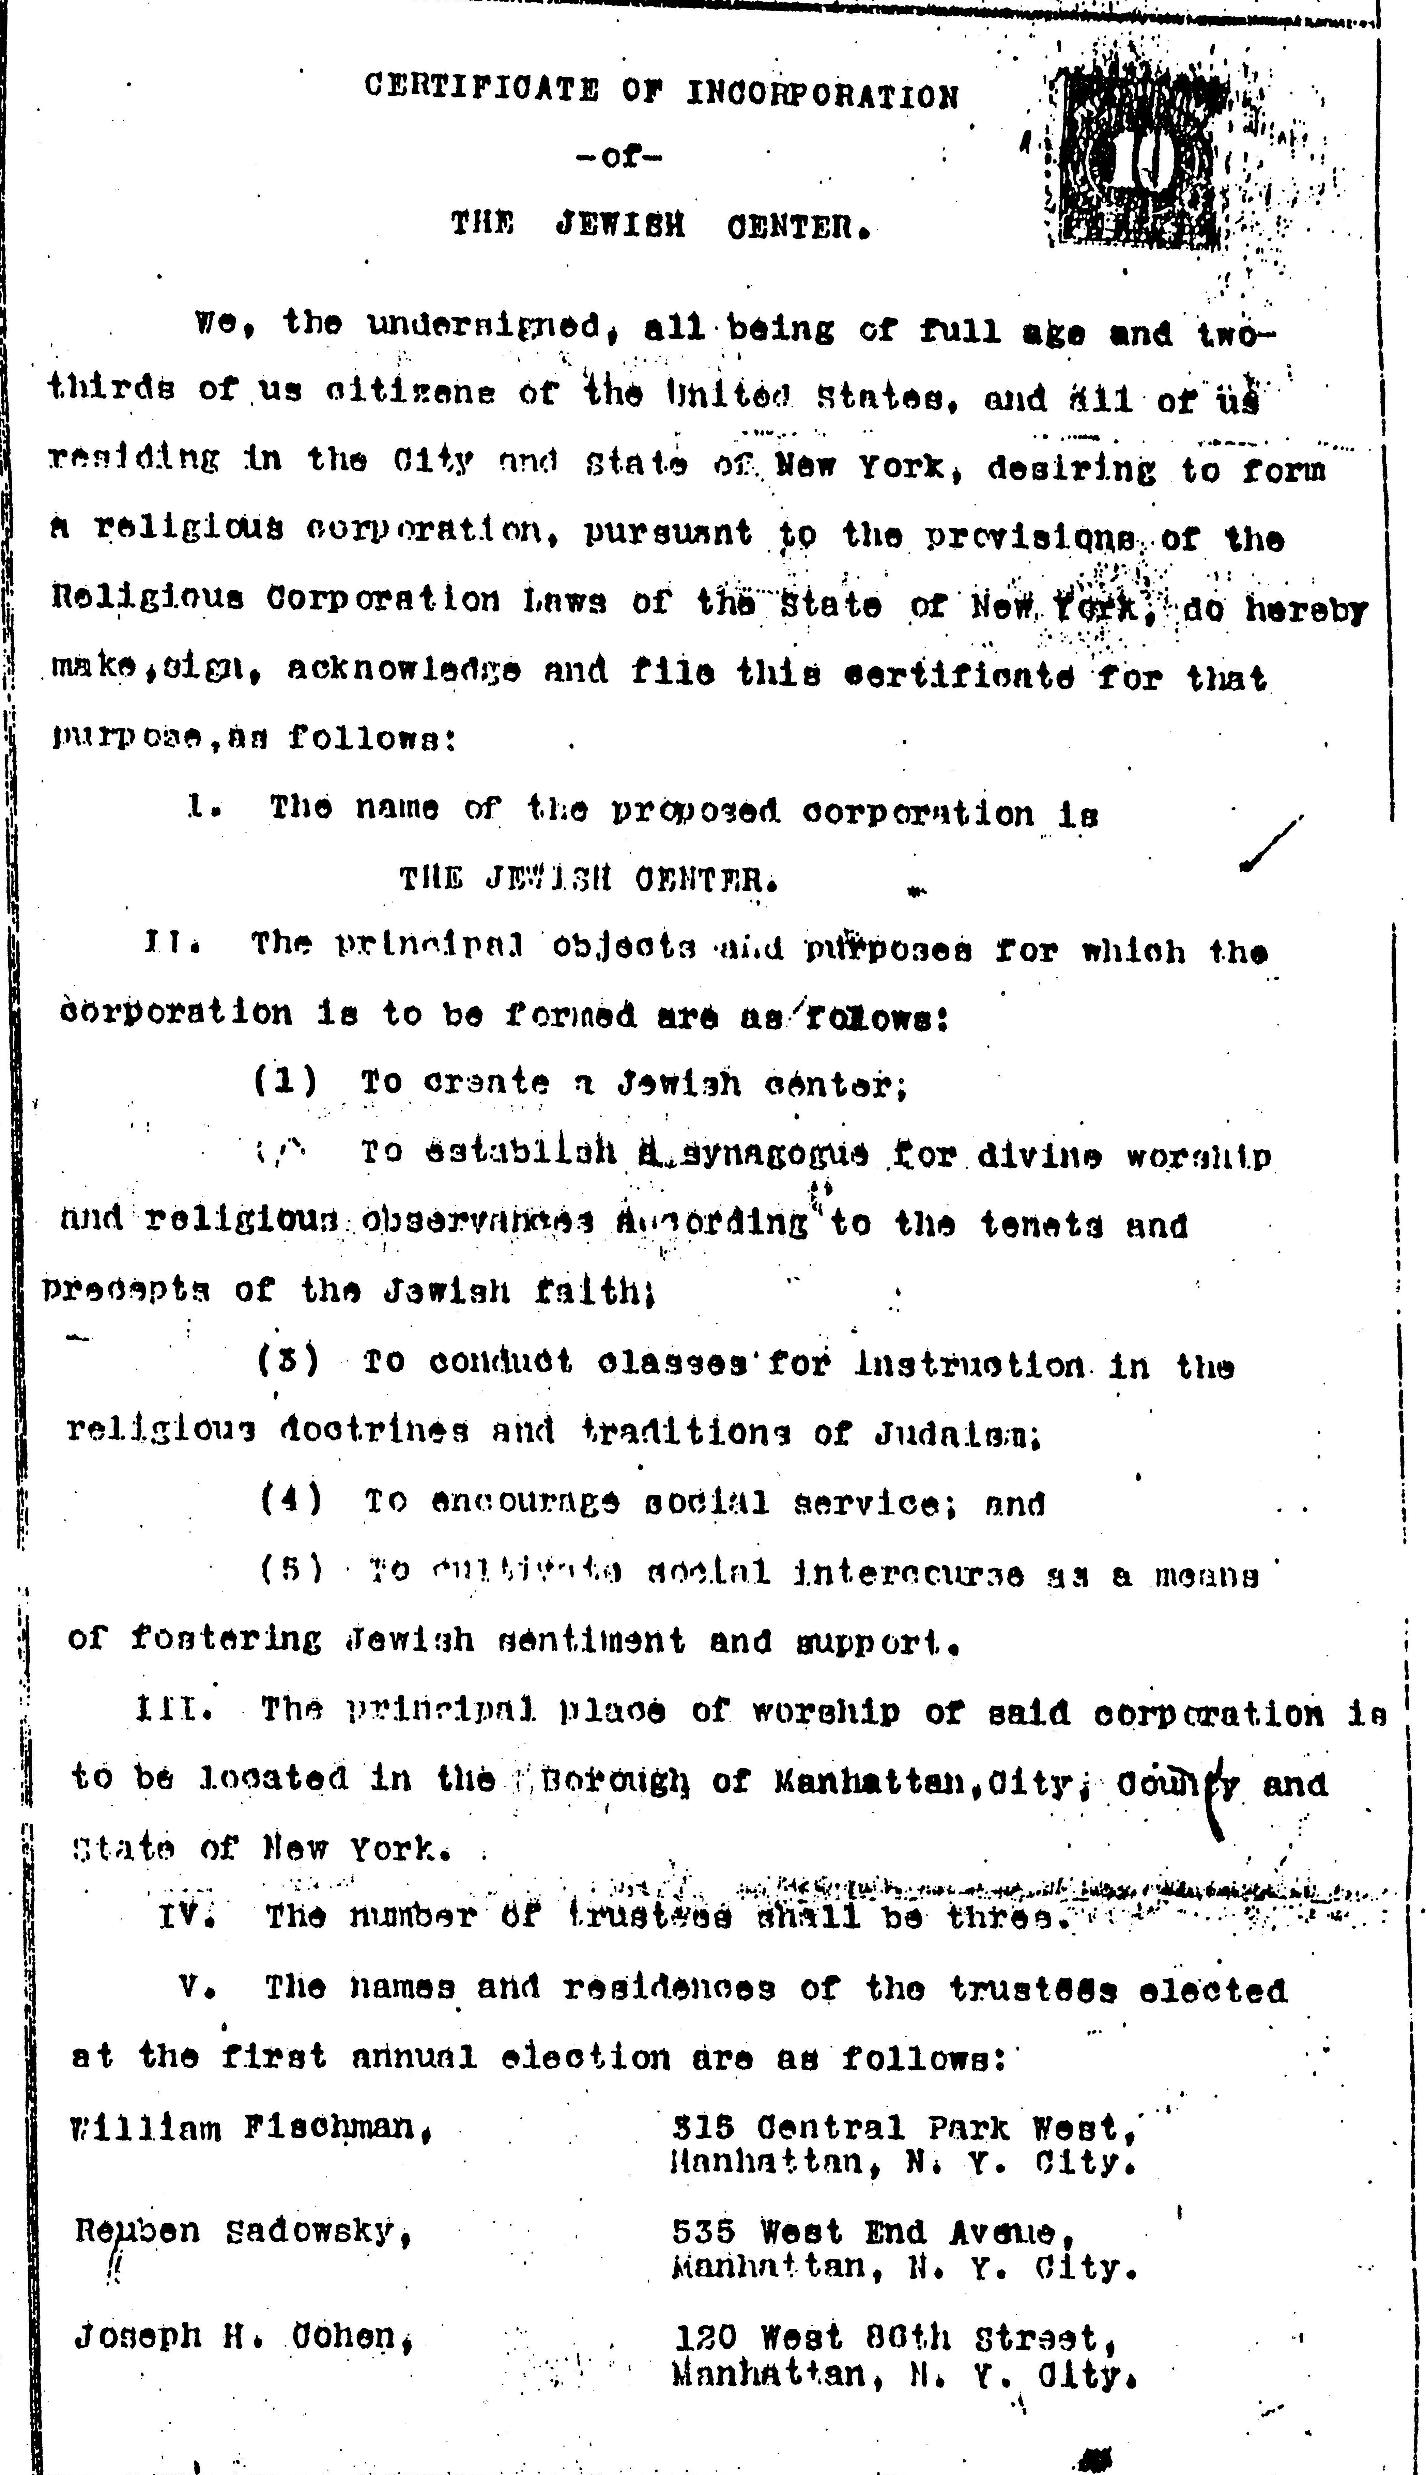 CERTIFICATE OF INCORPORATION
-of-
THE JEWISH CENTER.
10
We, the undersigned, all being of full age and two-
thirds of us citizens of the United States, and all of us
residing in the City and State of New York, desiring to form
a religious corporation, pursuant to the provisions of the
Religious Corporation Laws of the State of New York, do hereby
make,sign, acknowledge and file this certificate for that
purpose,as follows:
1. The name of the proposed corporation is
THE JEWISH CENTER.
II. The principal objects and purposes for which the
corporation is to be formed are as follows:
(1) To create a Jewish center;
To establish a synagogue for divine worship
and religious observances according to the tenets and
precepts of the Jewish faith;
(3) To conduct classes for instruction in the
religious doctrines and traditions of Judaism;
(4) To encourage social service; and
(5) To cultivate social intercourse as a means
of fostering Jewish sentiment and support.
III. The principal place of worship of said corporation is
to be located in the Borough of Manhattan,City, County and
State of New York.
IV. The number of trustees shall be three.
V. The names and residences of the trustees elected
at the first annual election are as follows:
William Fischman, 315 Central Park West,
Manhattan, N. Y. City.
Reuben Sadowsky, 535 West End Aveue,
Manhattan, N. Y. City.
Joseph H. Cohen, 120 West 86th Street,
Manhattan, N. Y. City.